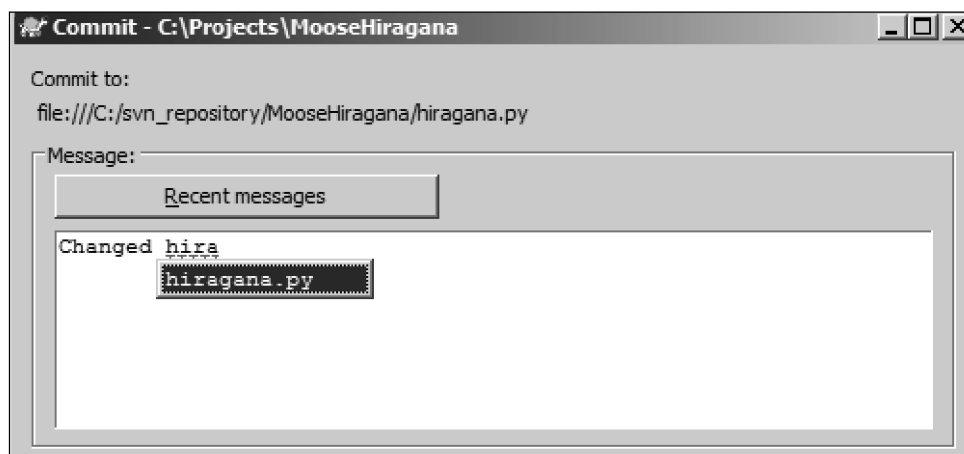 Commit - C:\Projects\MooseHiragana
Commit to:
file:///C:/svn_repository/MooseHiragana/hiragana.py
Message:
Recent messages
Changed hira
hiragana.py